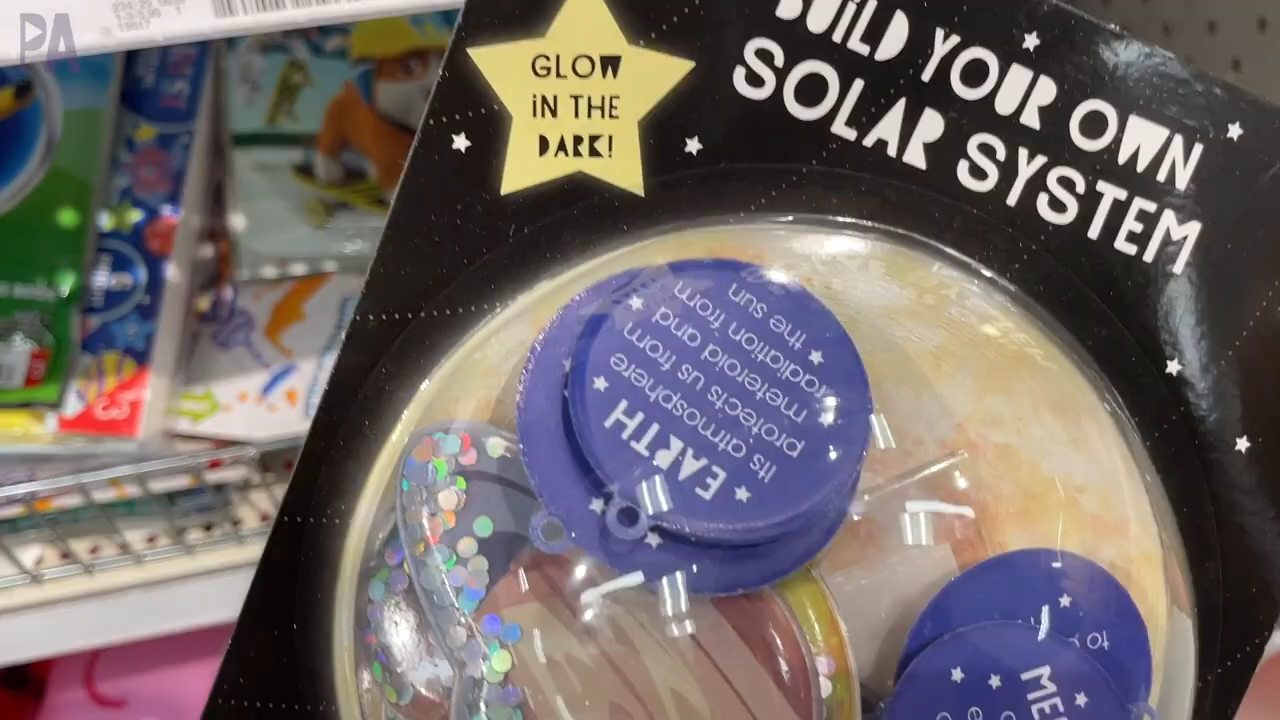 PA
GLOW
iN THE
DARK!
BUiLD YOUR OWN
SOLAR SYSTEM
EARTH
Its atmosphere
protects us from
meteroid and
radiation from
the sun
to